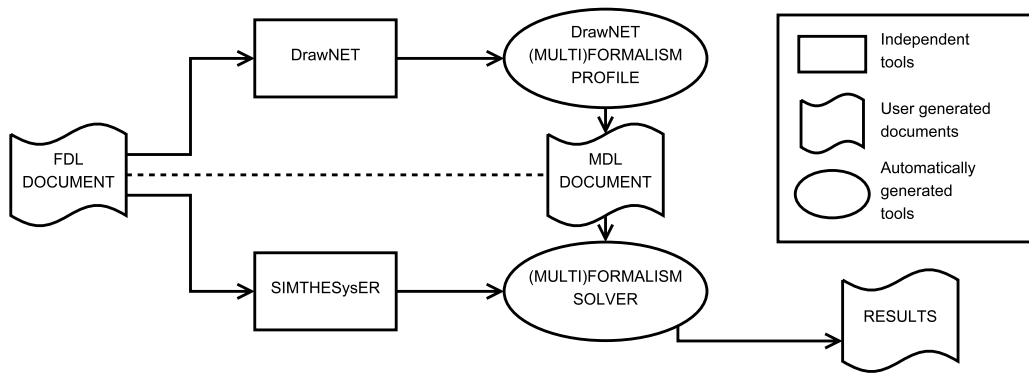 DrawNET
DrawNET
(MULTI)FORMALISM
PROFILE
Independent
tools
User generated
documents
Automatically
generated
tools
FDL
DOCUMENT
MDL
DOCUMENT
SIMTHESysER
(MULTI)FORMALISM
SOLVER
RESULTS